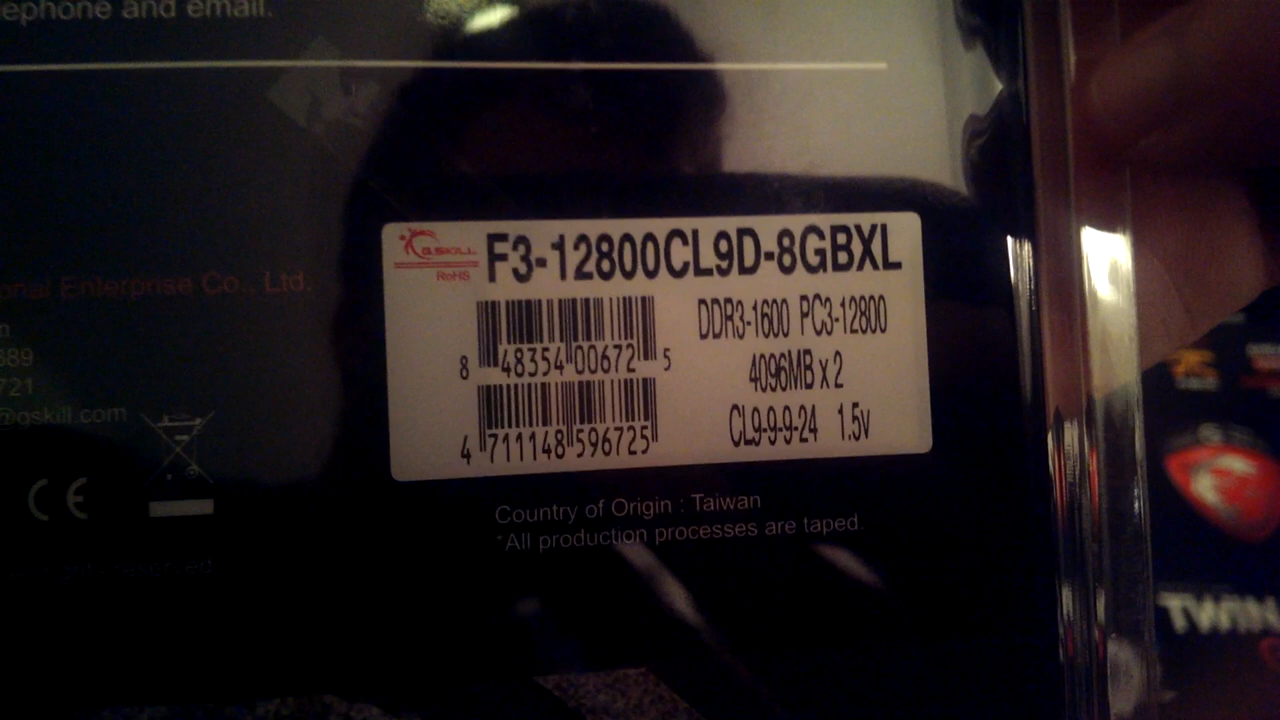 ephone and email.
G.SKILL
RoHS
F3-12800CL9D-8GBXL
DDR3-1600 PC3-12800
8 48354 00672 5
4096MB x 2
4 711148 596725
CL9-9-9-24 1.5v
onal Enterprise Co., Ltd.
689
721
@gskill.com
CE
Country of Origin : Taiwan
*All production processes are taped.
reserved
TWIN